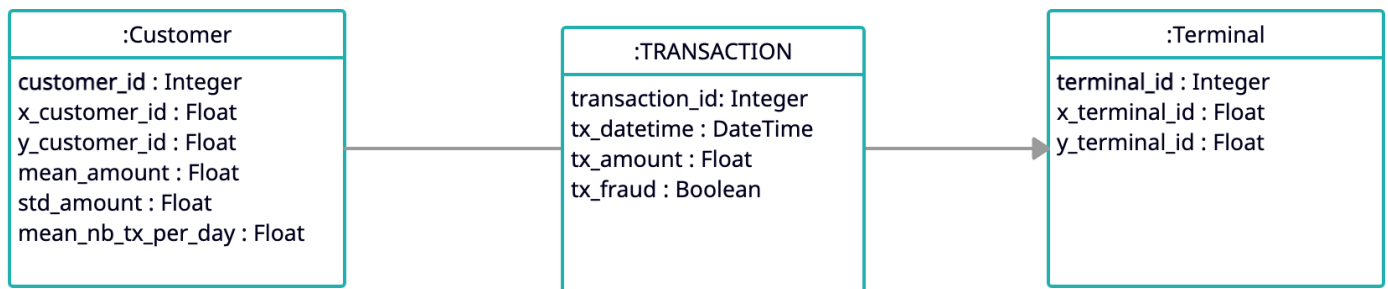 :Customer
customer_id : Integer
x_customer_id : Float
y_customer_id : Float
mean_amount : Float
std_amount : Float
mean_nb_tx_per_day : Float
:TRANSACTION
transaction_id: Integer
tx_datetime : DateTime
tx_amount : Float
tx_fraud : Boolean
:Terminal
terminal_id : Integer
x_terminal_id : Float
y_terminal_id : Float